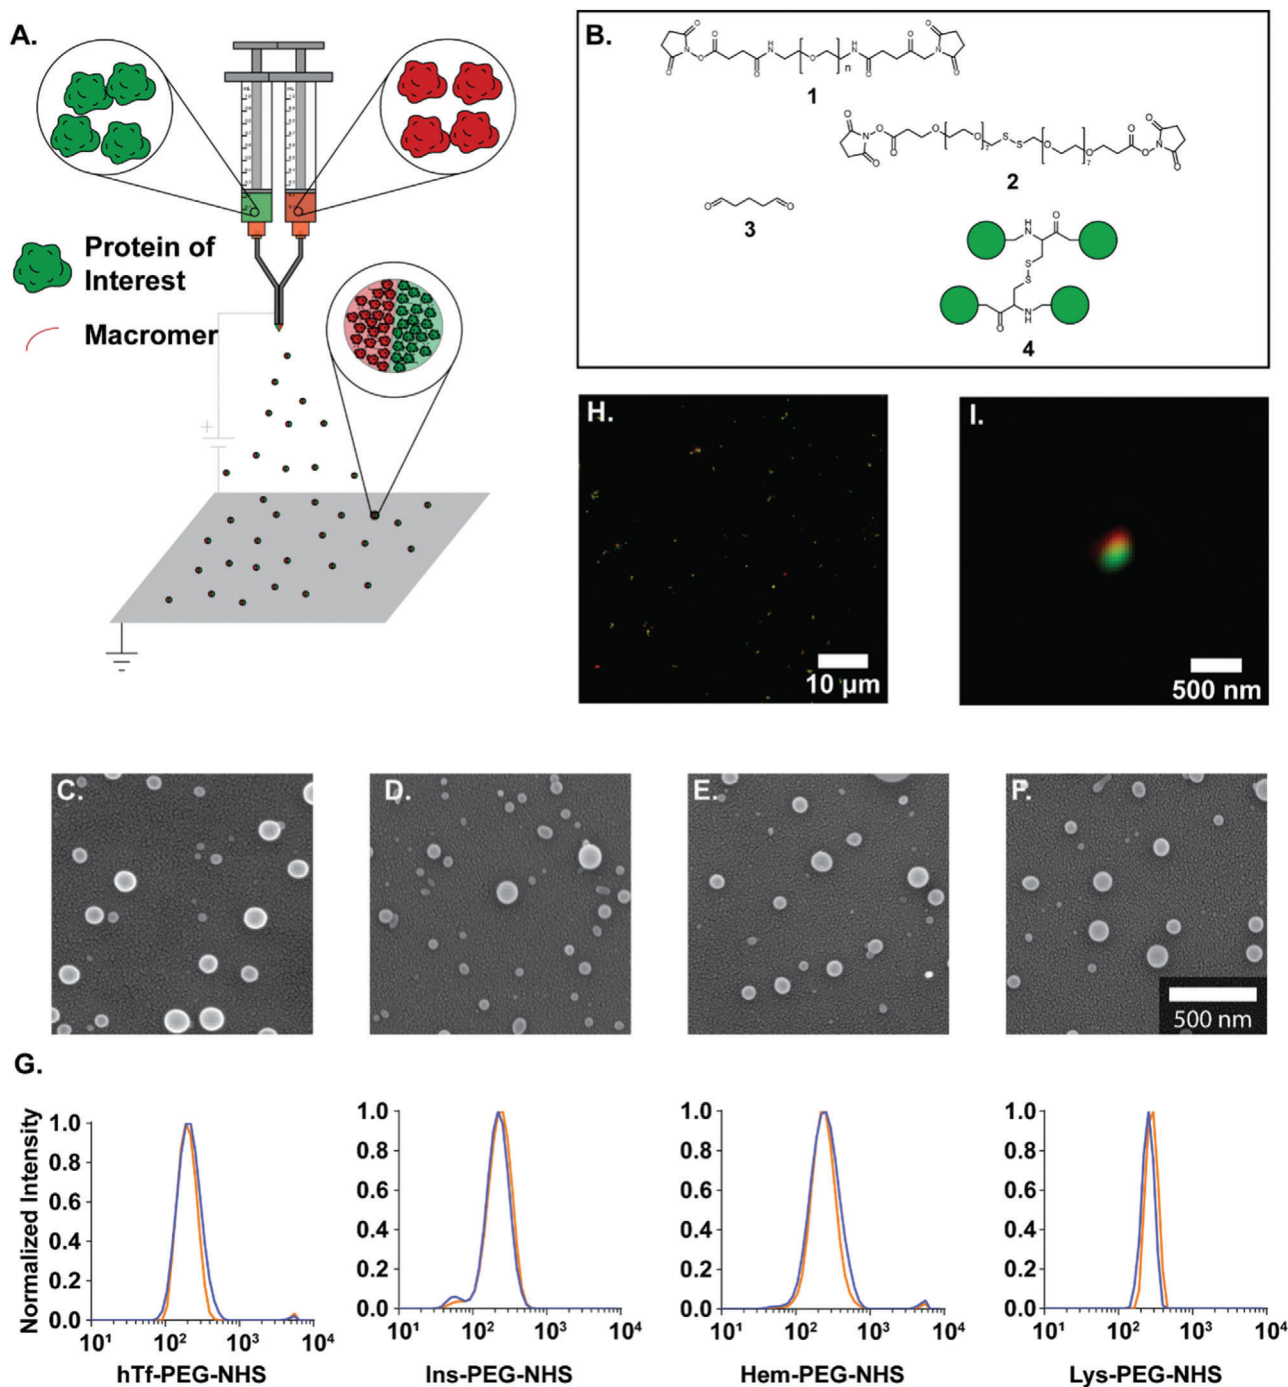 A.
Protein of
Interest
Macromer
+
B.
O O O O O O
N O N H n N H N
O O O O
1
O O O
N O O O 7 S S 7 O O O N
O O O O
2
O O
3
H N O
S
S
O N H
4
H.
10 µm
I.
500 nm
C.
D.
E.
P.
500 nm
G.
Normalized Intensity
1.0
0.8
0.6
0.4
0.2
0.0
10¹ 10² 10³ 10⁴
hTf-PEG-NHS
1.0
0.8
0.6
0.4
0.2
0.0
10¹ 10² 10³ 10⁴
Ins-PEG-NHS
1.0
0.8
0.6
0.4
0.2
0.0
10¹ 10² 10³ 10⁴
Hem-PEG-NHS
1.0
0.8
0.6
0.4
0.2
0.0
10¹ 10² 10³ 10⁴
Lys-PEG-NHS